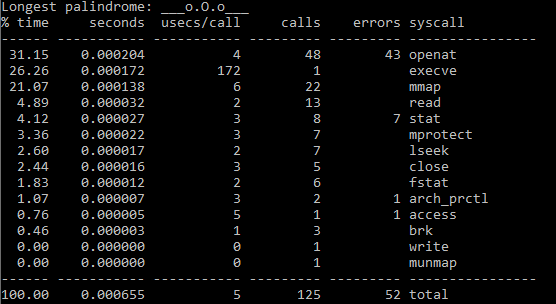 Longest palindrome: ___o.O.o___
% time     seconds  usecs/call     calls    errors syscall
------ ----------- ----------- --------- --------- ----------------
 31.15    0.000204           4        48        43 openat
 26.26    0.000172         172         1           execve
 21.07    0.000138           6        22           mmap
  4.89    0.000032           2        13           read
  4.12    0.000027           3         8         7 stat
  3.36    0.000022           3         7           mprotect
  2.60    0.000017           2         7           lseek
  2.44    0.000016           3         5           close
  1.83    0.000012           2         6           fstat
  1.07    0.000007           3         2         1 arch_prctl
  0.76    0.000005           5         1         1 access
  0.46    0.000003           1         3           brk
  0.00    0.000000           0         1           write
  0.00    0.000000           0         1           munmap
------ ----------- ----------- --------- --------- ----------------
100.00    0.000655           5       125        52 total